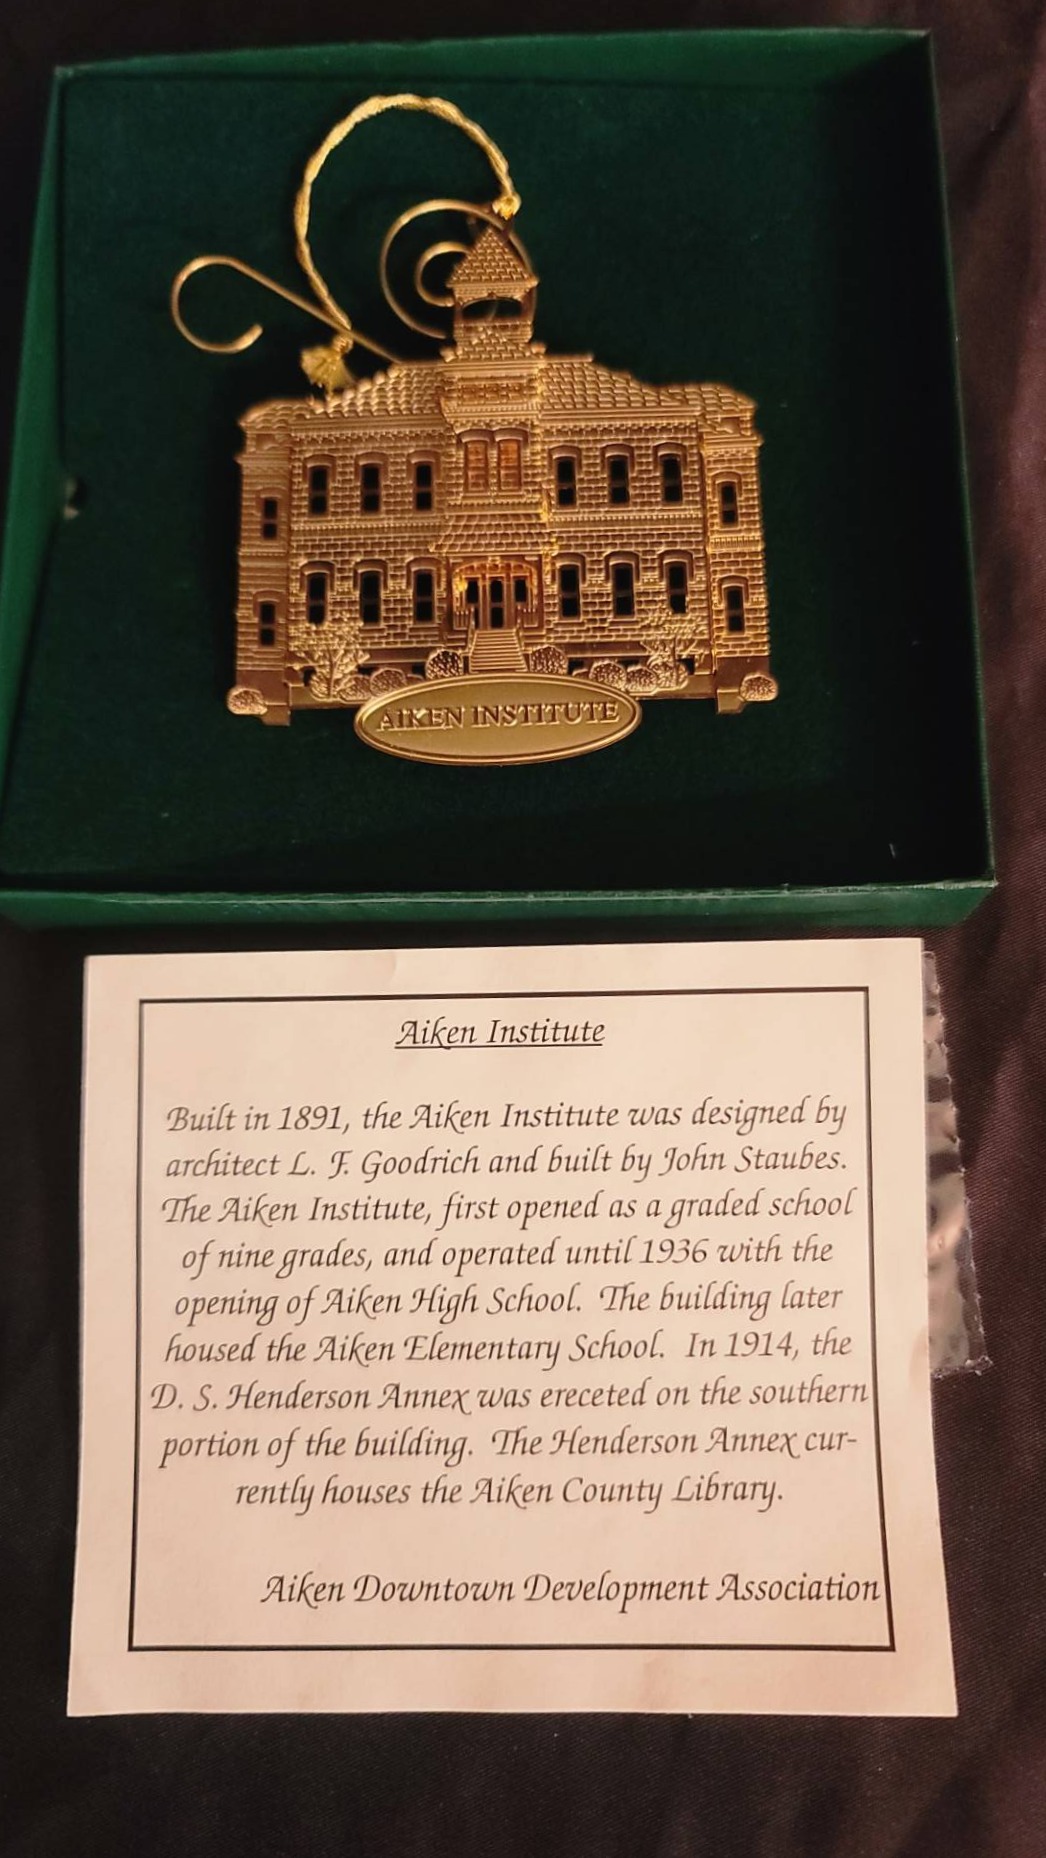 AIKEN INSTITUTE
Aiken Institute
Built in 1891, the Aiken Institute was designed by
architect L. F. Goodrich and built by John Staubes.
The Aiken Institute, first opened as a graded school
of nine grades, and operated until 1936 with the
opening of Aiken High School. The building later
housed the Aiken Elementary School. In 1914, the
D. S. Henderson Annex was ereceted on the southern
portion of the building. The Henderson Annex cur-
rently houses the Aiken County Library.
Aiken Downtown Development Association